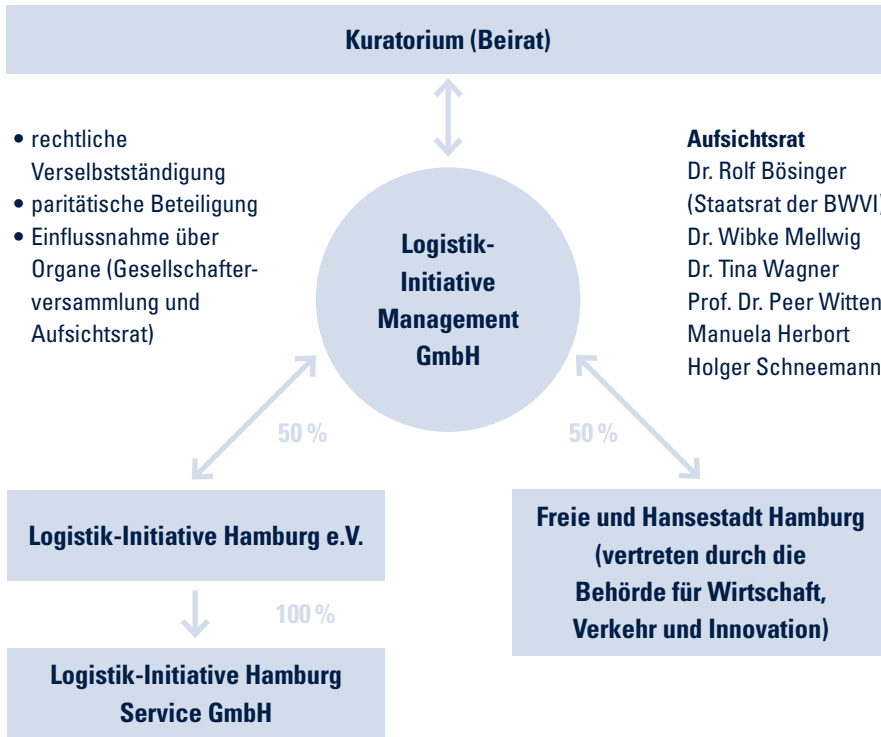 Kuratorium (Beirat)
• rechtliche
Verselbstständigung
• paritätische Beteiligung
• Einflussnahme über
Organe (Gesellschafter-
versammlung und
Aufsichtsrat)
Logistik-
Initiative
Management
GmbH
Aufsichtsrat
Dr. Rolf Bösinger
(Staatsrat der BWVI)
Dr. Wibke Mellwig
Dr. Tina Wagner
Prof. Dr. Peer Witten
Manuela Herbort
Holger Schneemann
50 %
50 %
Logistik-Initiative Hamburg e.V.
Freie und Hansestadt Hamburg
(vertreten durch die
Behörde für Wirtschaft,
Verkehr und Innovation)
100 %
Logistik-Initiative Hamburg
Service GmbH